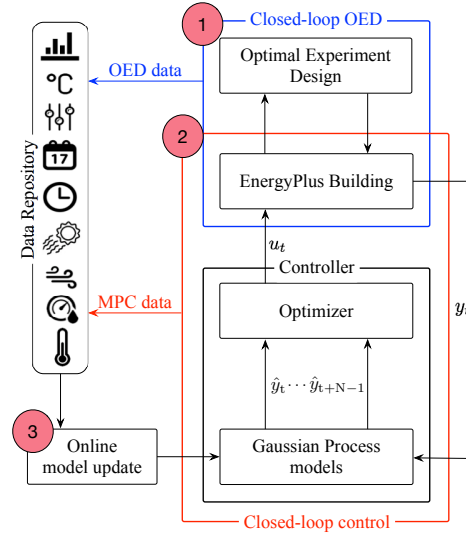 1
Closed-loop OED
Optimal Experiment
Design
OED data
°C
2
17
EnergyPlus Building
Data Repository
u_t
Controller
MPC data
Optimizer
ŷ_t ··· ŷ_{t+N−1}
3
Online
model update
Gaussian Process
models
Closed-loop control